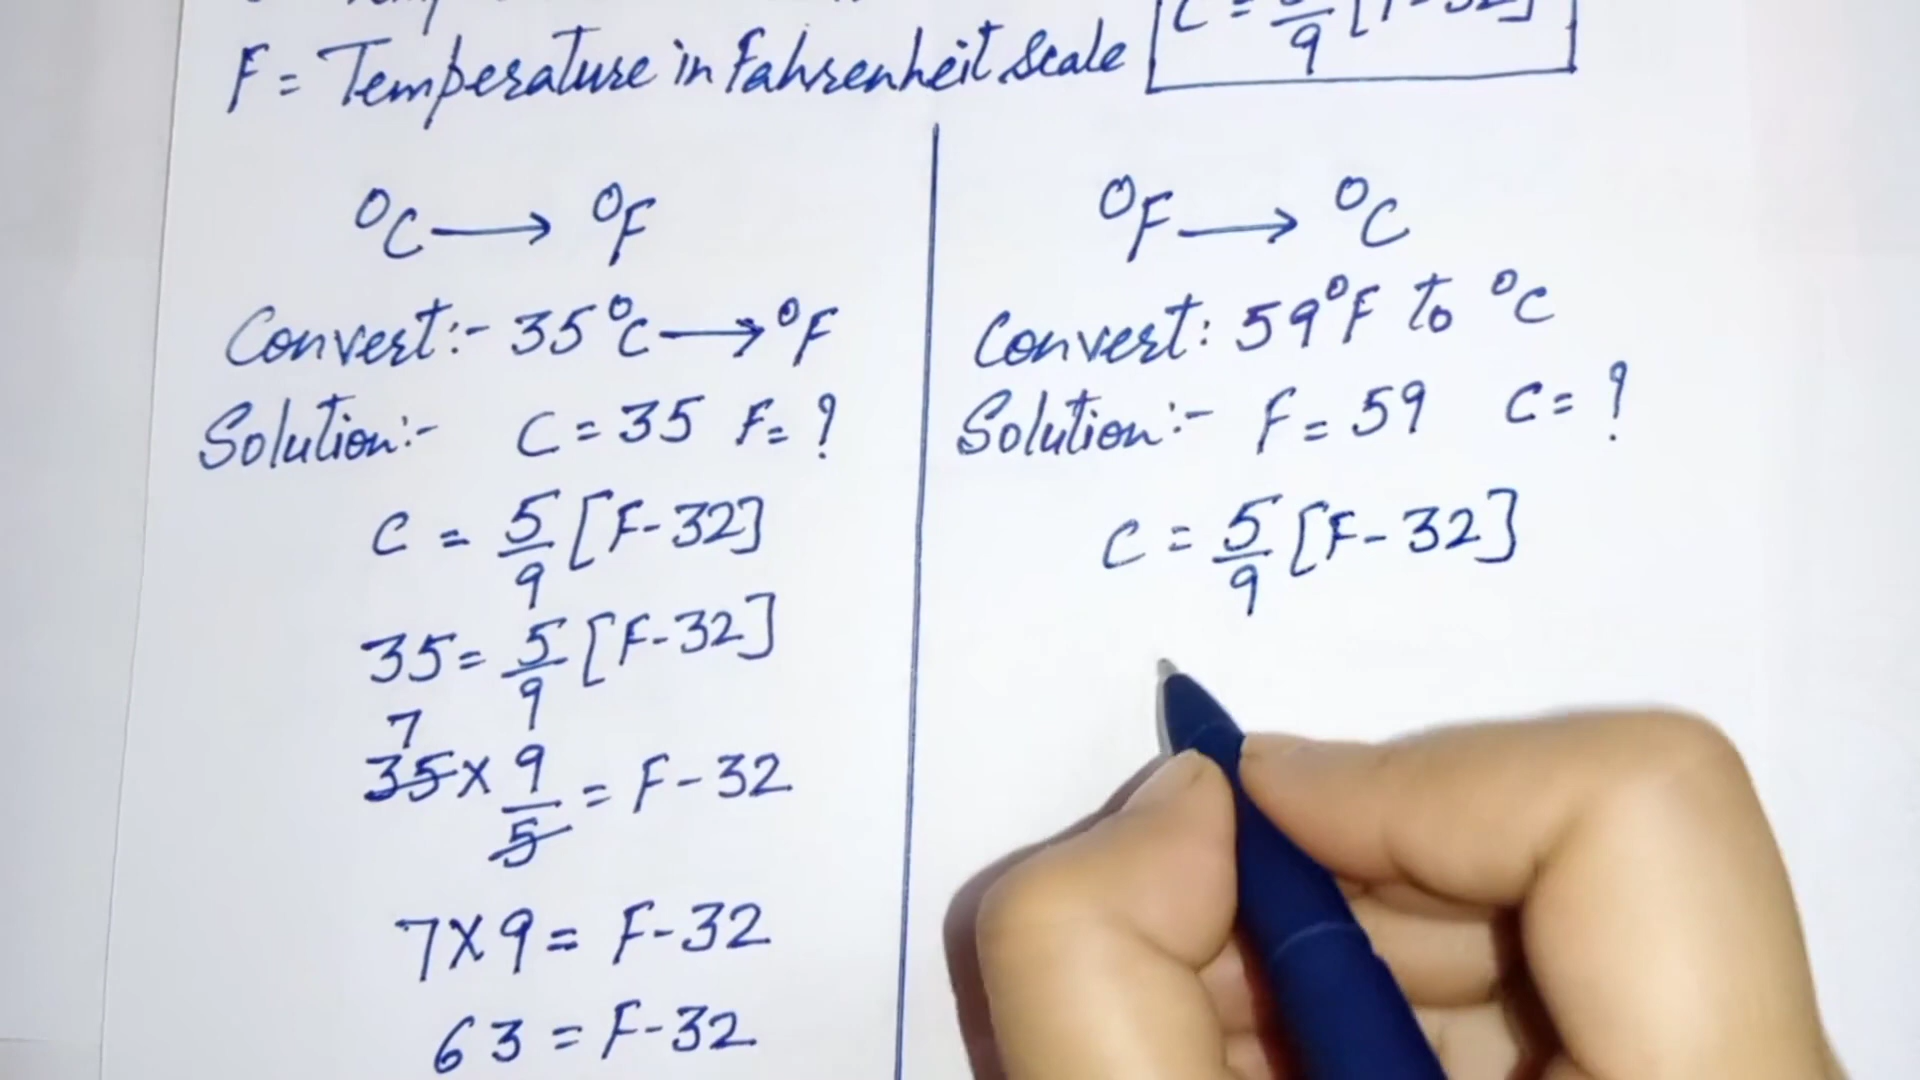 F = Temperature in Fahrenheit Scale
9
°C → °F
Convert:- 35°C → °F
Solution:- C = 35 F = ?
C = 5/9 [F-32]
35 = 5/9 [F-32]
7
35 x 9/5 = F-32
7x9 = F-32
63 = F-32
°F → °C
Convert: 59°F to °C
Solution:- F = 59 C = ?
C = 5/9 [F-32]